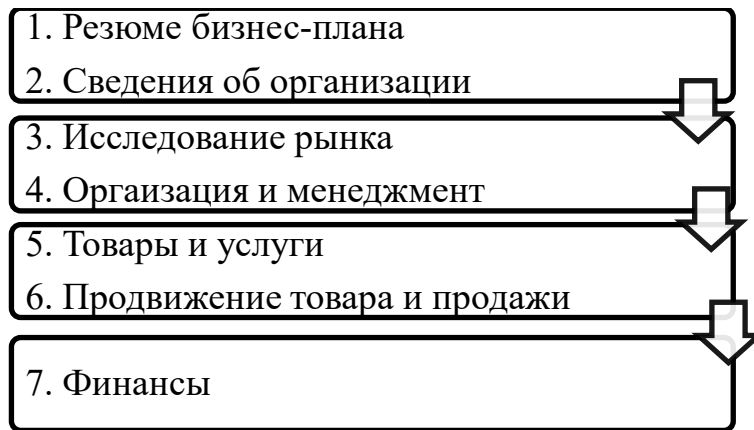 1. Резюме бизнес-плана
2. Сведения об организации
3. Исследование рынка
4. Оргаизация и менеджмент
5. Товары и услуги
6. Продвижение товара и продажи
7. Финансы